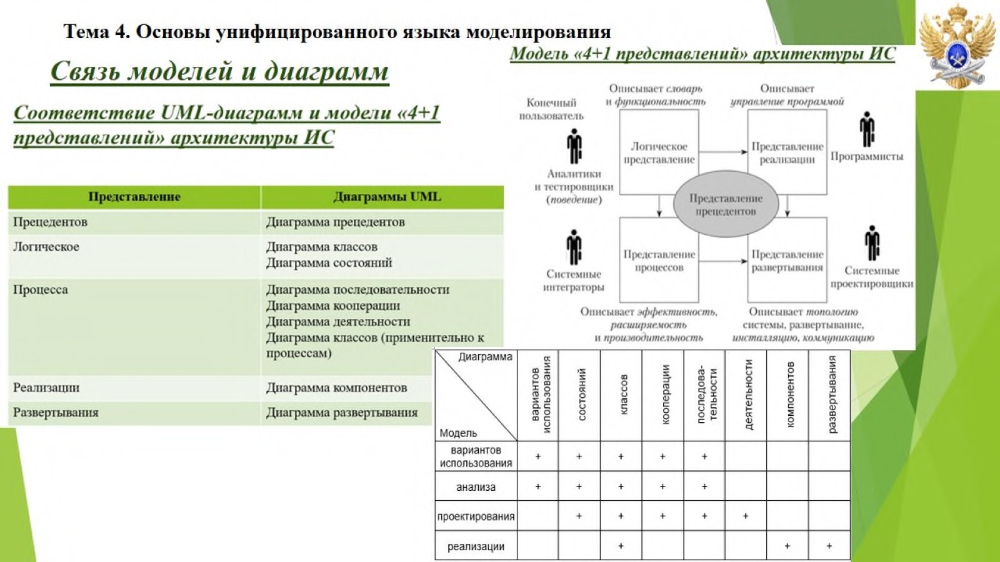 Тема 4. Основы унифицированного языка моделирования
Связь моделей и диаграмм
Соответствие UML-диаграмм и модели «4+1
представлений» архитектуры ИС
Представление Диаграммы UML
Прецедентов Диаграмма прецедентов
Логическое Диаграмма классов
Диаграмма состояний
Процесса Диаграмма последовательности
Диаграмма кооперации
Диаграмма деятельности
Диаграмма классов (применительно к
процессам)
Реализации Диаграмма компонентов
Развертывания Диаграмма развертывания
Модель «4+1 представлений» архитектуры ИС
Описывает словарь
и функциональность
Описывает
управление программой
Конечный
пользователь
Логическое
представление
Представление
реализации
Программисты
Аналитики
и тестировщики
(поведение)
Представление
прецедентов
Представление
процессов
Представление
развертывания
Системные
интеграторы
Системные
проектировщики
Описывает эффективность,
расширяемость
и производительность
Описывает топологию
системы, развертывание,
инсталляцию, коммуникацию
Диаграмма
Модель
вариантов
использования
состояний
классов
кооперации
последова-
тельности
деятельности
компонентов
развертывания
вариантов
использования
+ + + + +
анализа + + + + +
проектирования + + + + +
реализации + + +